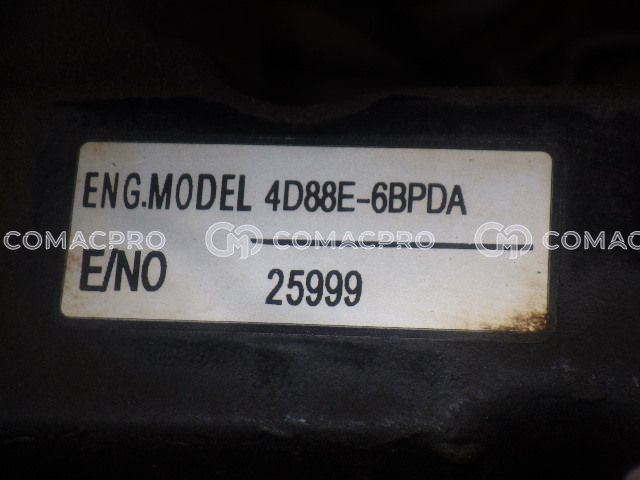 ENG.MODEL 4D88E-6BPDA
COMACPRO COMACPRO COMACPRO
E/NO 25999